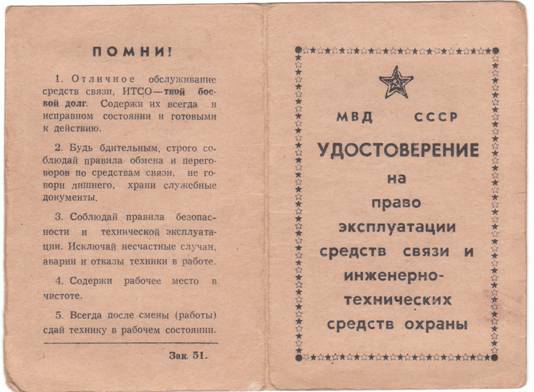 ПОМНИ!
1. Отличное обслуживание
средств связи, ИТСО—твой бое-
вой долг. Содержи их всегда в
исправном состоянии и готовыми
к действию.
2. Будь бдительным, строго со-
блюдай правила обмена и перего-
воров по средствам связи, не го-
вори лишнего, храни служебные
документы.
3. Соблюдай правила безопас-
ности и технической эксплуата-
ции. Исключай несчастные случаи,
аварии и отказы техники в работе.
4. Содержи рабочее место в
чистоте.
5. Всегда после смены (работы)
сдай технику в рабочем состоянии.
Зак. 51.
МВД СССР
УДОСТОВЕРЕНИЕ
на
право
эксплуатации
средств связи и
инженерно-
технических
средств охраны